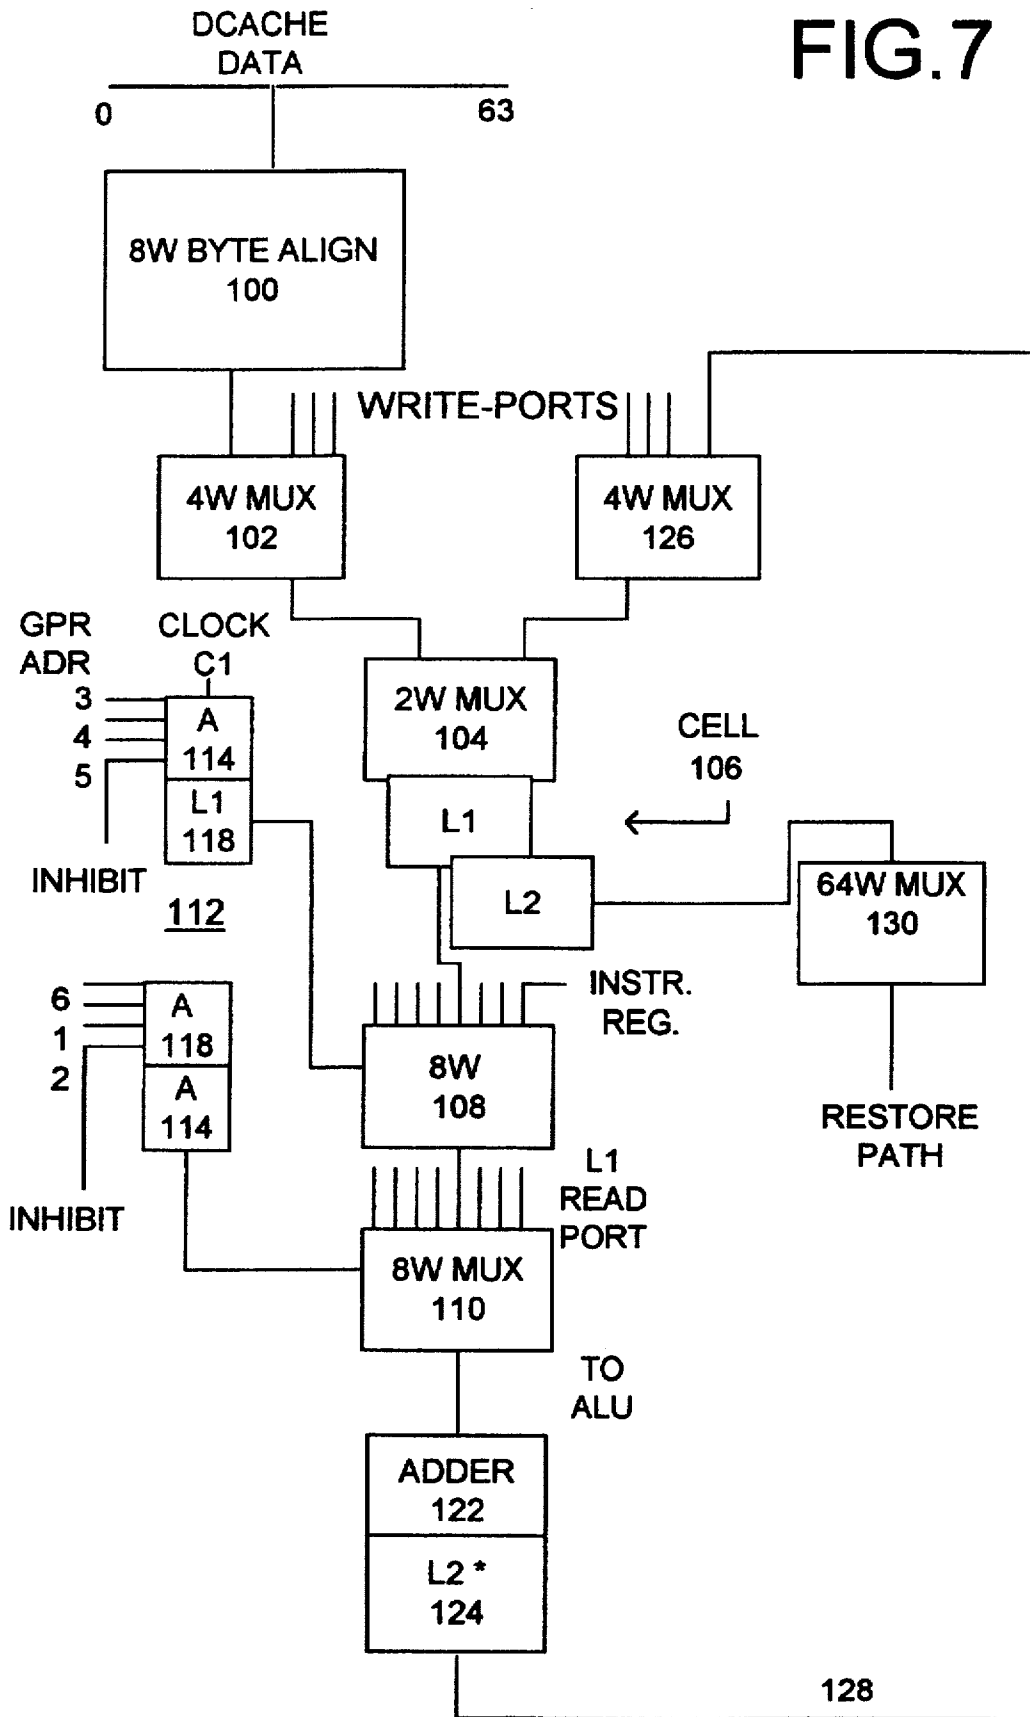 DCACHE
DATA
FIG.7
0
63
8W BYTE ALIGN
100
WRITE-PORTS
4W MUX
102
4W MUX
126
GPR
ADR
CLOCK
C1
3
4
5
A
114
L1
118
INHIBIT
112
2W MUX
104
L1
L2
CELL
106
64W MUX
130
RESTORE
PATH
6
1
2
A
118
A
114
INHIBIT
INSTR.
REG.
8W
108
L1
READ
PORT
8W MUX
110
TO
ALU
ADDER
122
L2 *
124
128